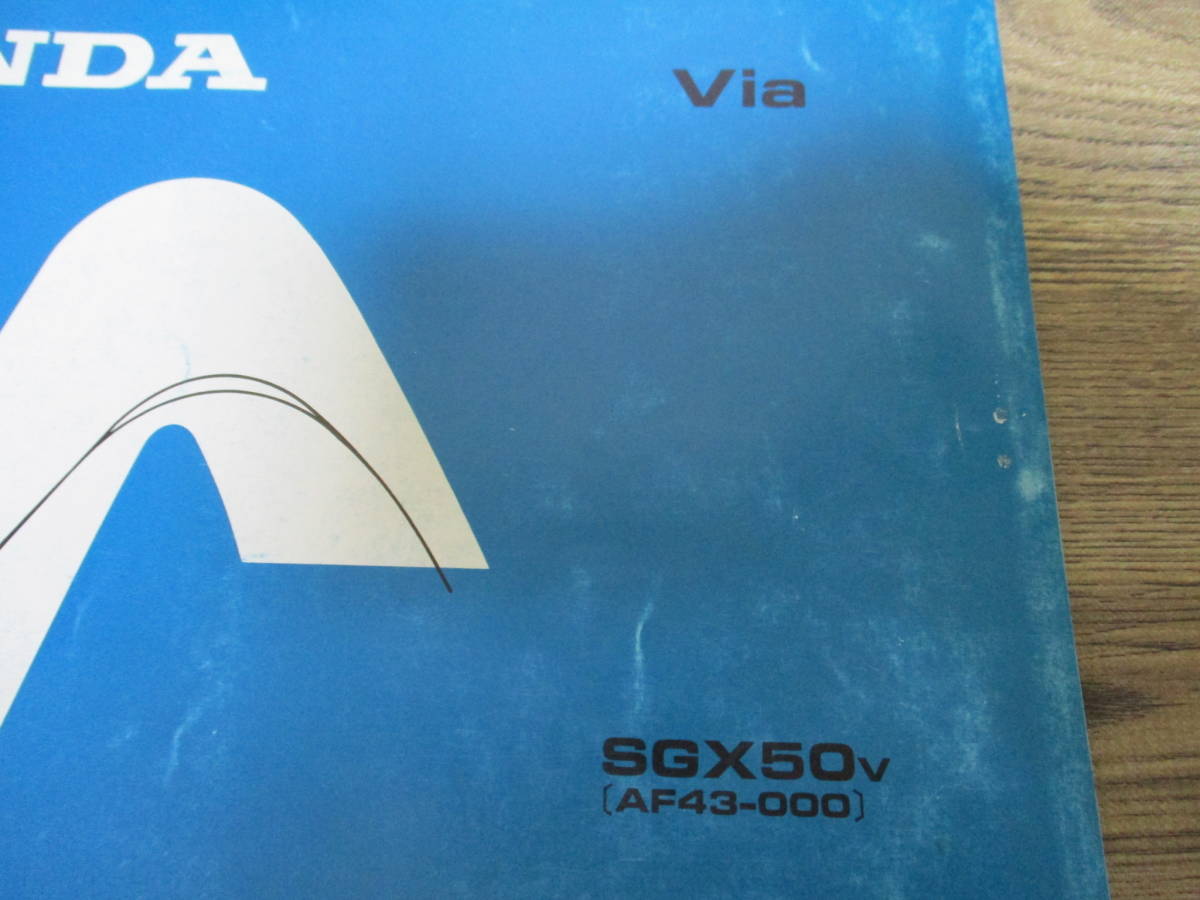 NDA
Via
SGX50V
〔AF43-000〕